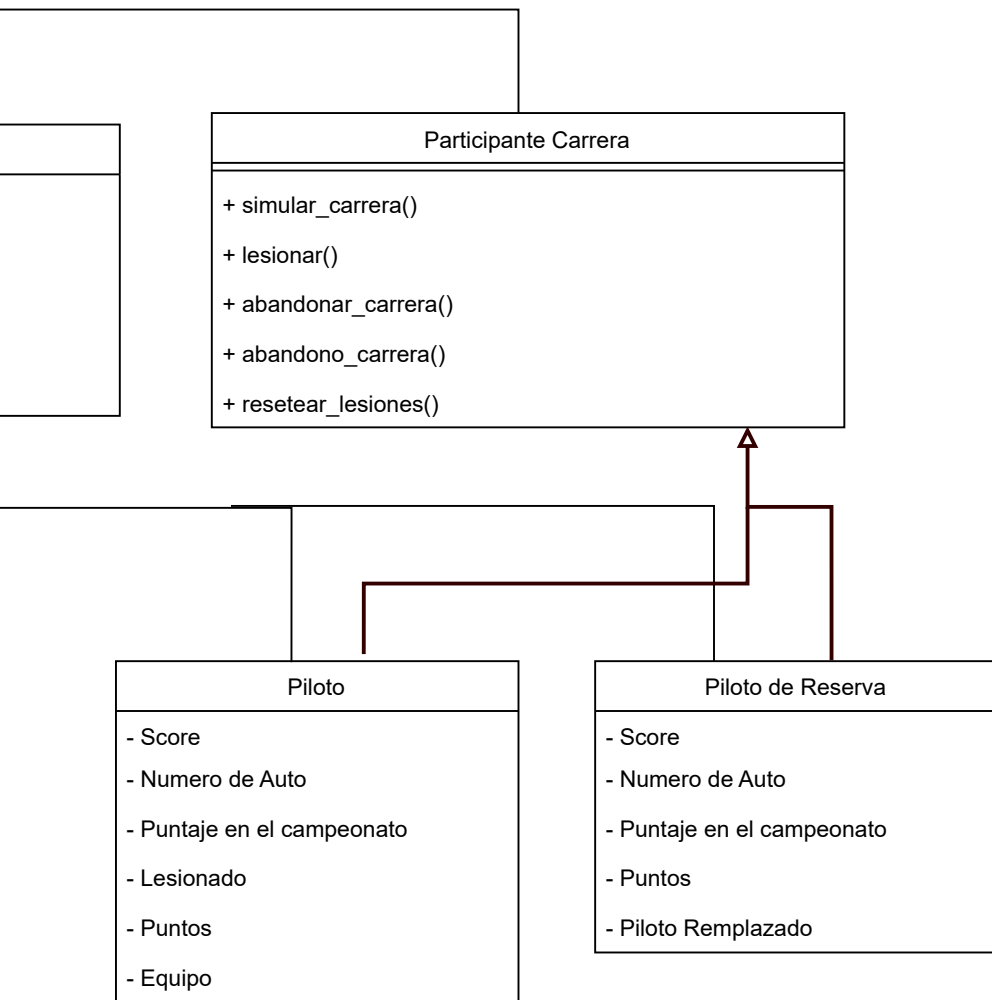 Participante Carrera
+ simular_carrera()
+ lesionar()
+ abandonar_carrera()
+ abandono_carrera()
+ resetear_lesiones()
Piloto
- Score
- Numero de Auto
- Puntaje en el campeonato
- Lesionado
- Puntos
- Equipo
Piloto de Reserva
- Score
- Numero de Auto
- Puntaje en el campeonato
- Puntos
- Piloto Remplazado